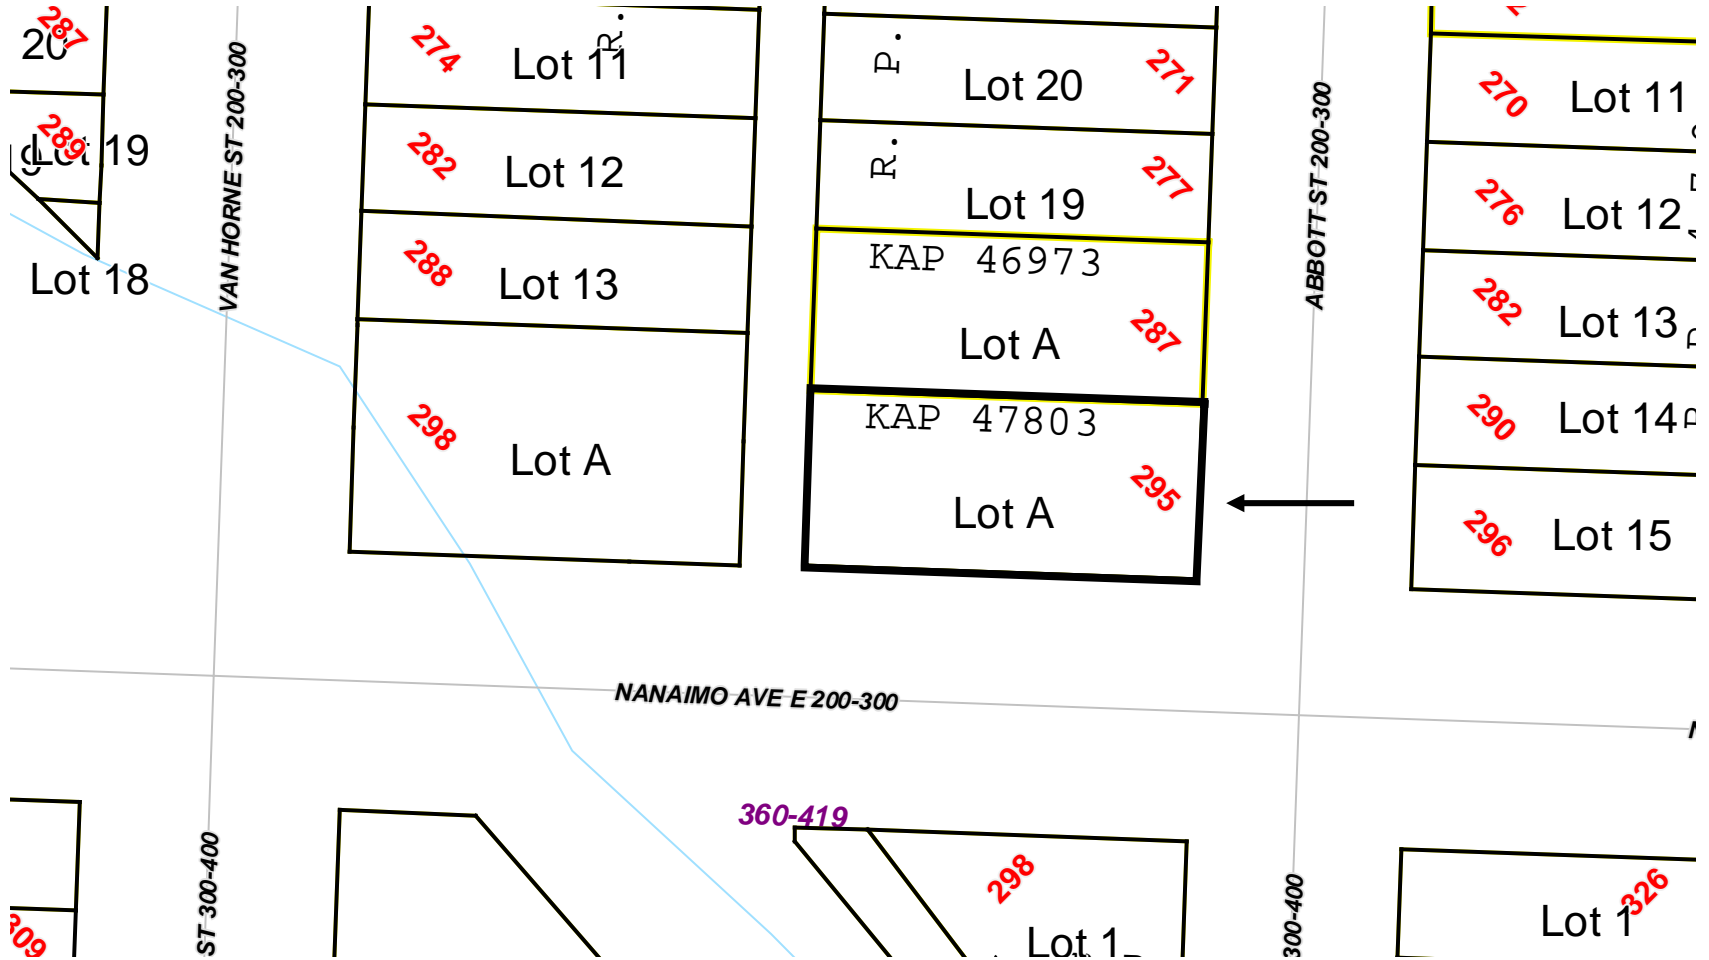 287
20
289
Lot 19
Lot 18
VAN HORNE ST 200-300
274
Lot 11
R.
282
Lot 12
288
Lot 13
298
Lot A
P.
Lot 20
271
R.
Lot 19
277
KAP 46973
Lot A
287
KAP 47803
Lot A
295
ABBOTT ST 200-300
270
Lot 11
276
Lot 12
282
Lot 13
290
Lot 14
296
Lot 15
NANAIMO AVE E 200-300
360-419
ST 300-400
309
298
Lot 1
300-400
326
Lot 1